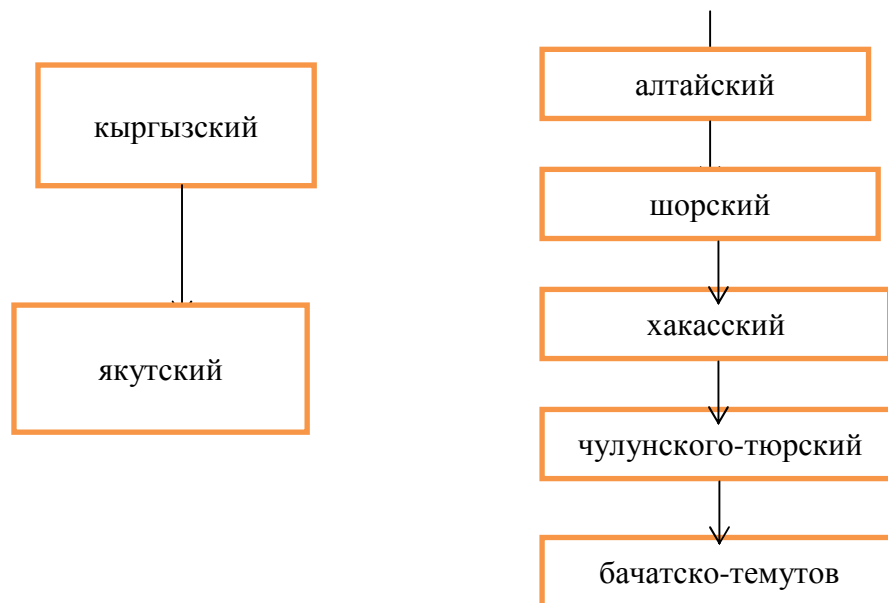 кыргызский
якутский
алтайский
шорский
хакасский
чулунского-тюрский
бачатско-темутов